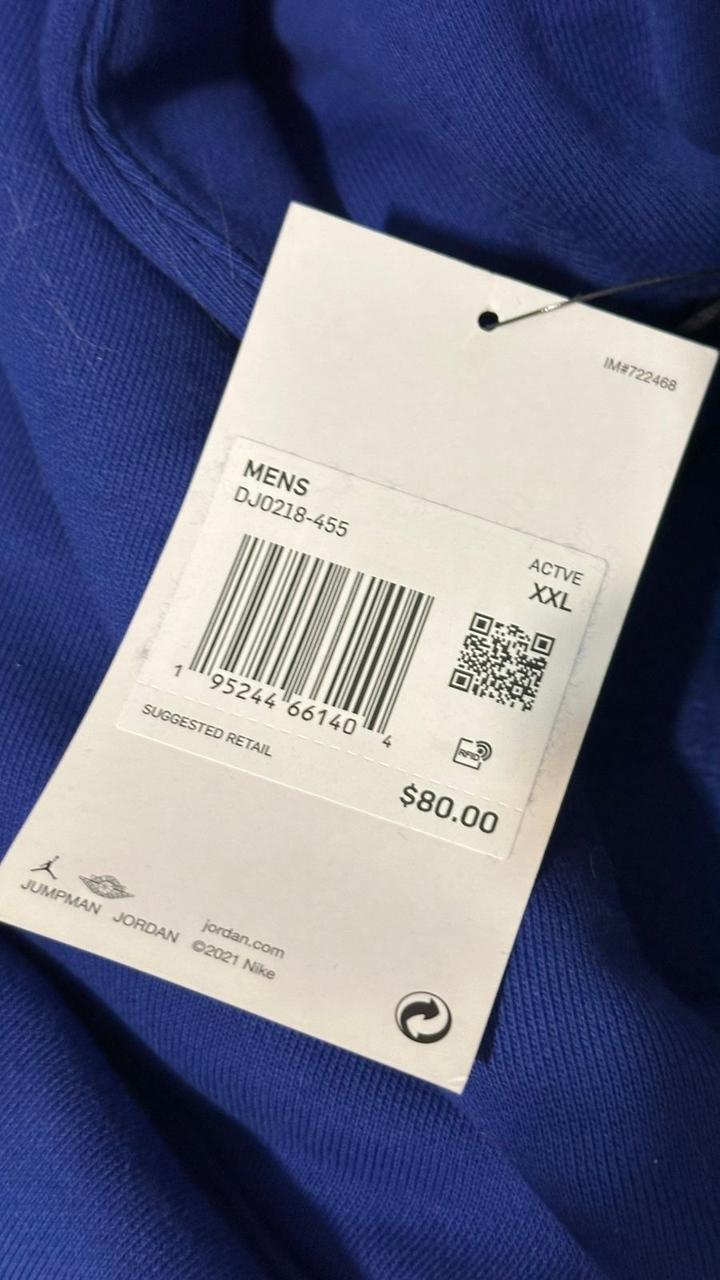 IM#722468
MENS
DJ0218-455
ACTVE
XXL
1 95244 66140 4
RFID
SUGGESTED RETAIL
$80.00
JUMPMAN JORDAN
jordan.com
©2021 Nike